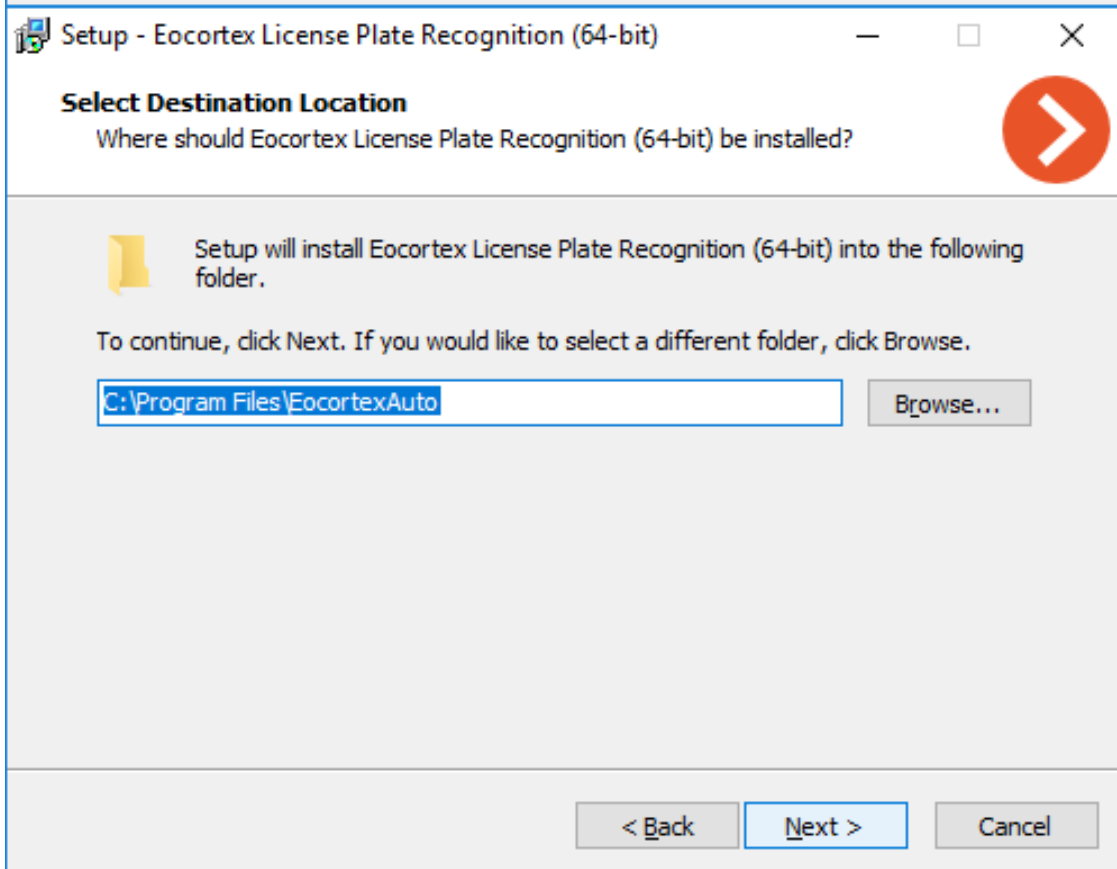 Setup - Eocortex License Plate Recognition (64-bit)
Select Destination Location
Where should Eocortex License Plate Recognition (64-bit) be installed?
Setup will install Eocortex License Plate Recognition (64-bit) into the following
folder.
To continue, click Next. If you would like to select a different folder, click Browse.
C:\Program Files\EocortexAuto
Browse...
< Back
Next >
Cancel